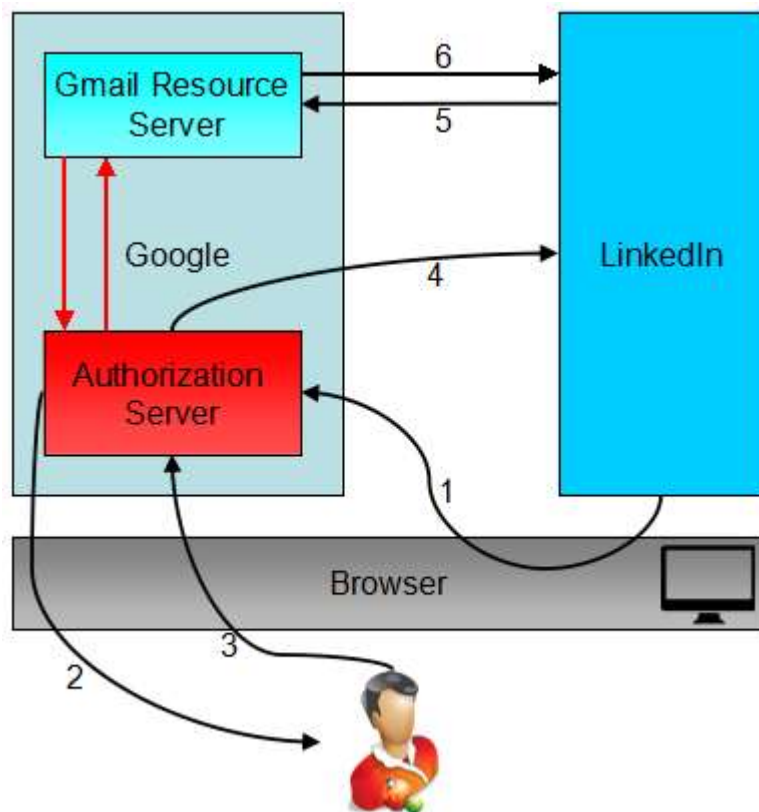 Gmail Resource
Server
6
5
Google
4
LinkedIn
Authorization
Server
1
Browser
2
3